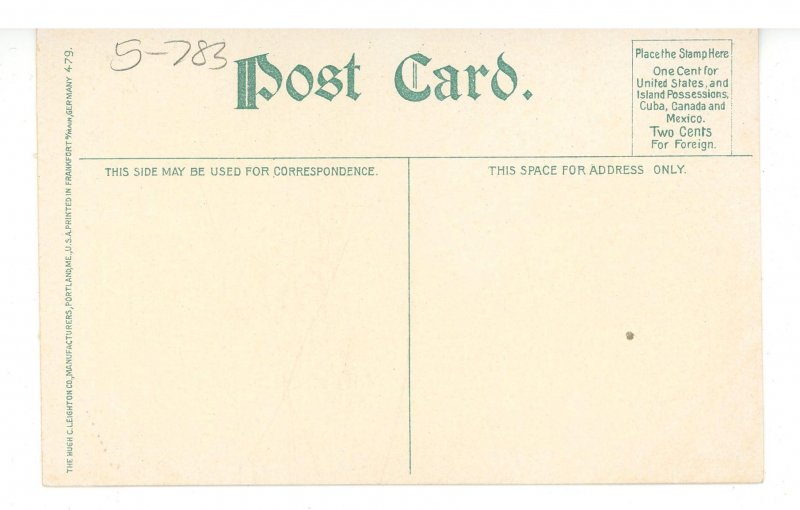 5-783
Post Card.
Place the Stamp Here
One Cent for
United States, and
Island Possessions,
Cuba, Canada and
Mexico.
Two Cents
For Foreign.
THIS SIDE MAY BE USED FOR CORRESPONDENCE.
THIS SPACE FOR ADDRESS ONLY.
THE HUGH C. LEIGHTON CO., MANUFACTURERS, PORTLAND, ME., U.S.A. PRINTED IN FRANKFORT o/MAIN, GERMANY 479.